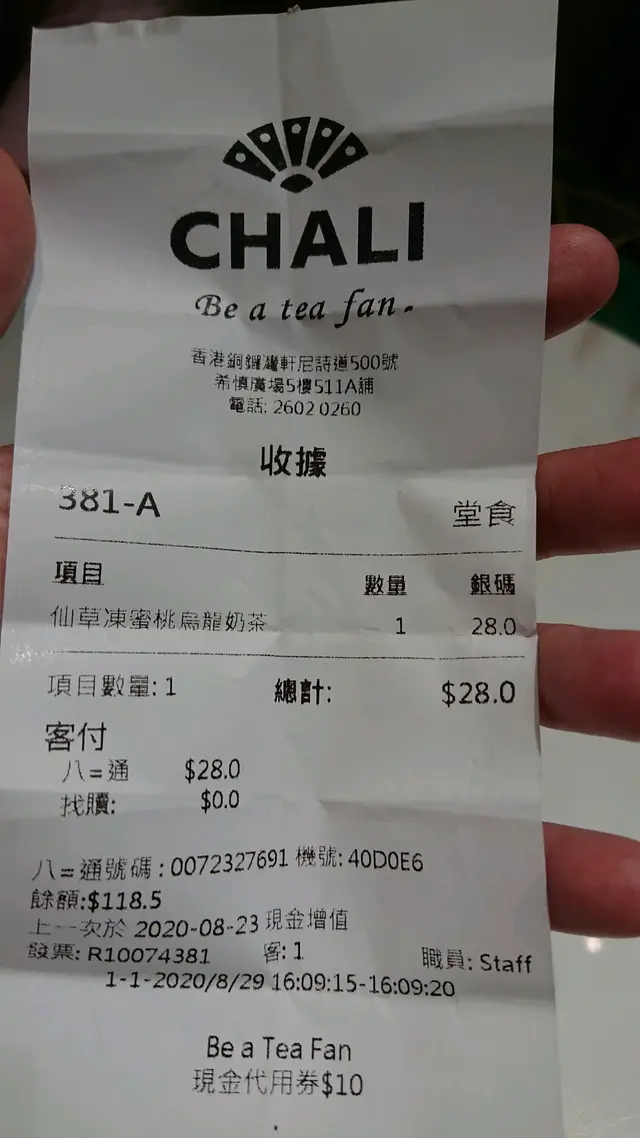 CHALI
Be a tea fan.
香港銅鑼灣軒尼詩道500號
希慎廣場5樓511A舖
電話: 2602 0260
收據
381-A 堂食
項目 數量 銀碼
仙草凍蜜桃烏龍奶茶 1 28.0
項目數量: 1 總計: $28.0
客付
八=通 $28.0
找贖: $0.0
八=通號碼 : 0072327691 機號: 40D0E6
餘額:$118.5
上一次於 2020-08-23 現金增值
發票: R10074381 客: 1 職員: Staff
1-1-2020/8/29 16:09:15-16:09:20
Be a Tea Fan
現金代用券$10